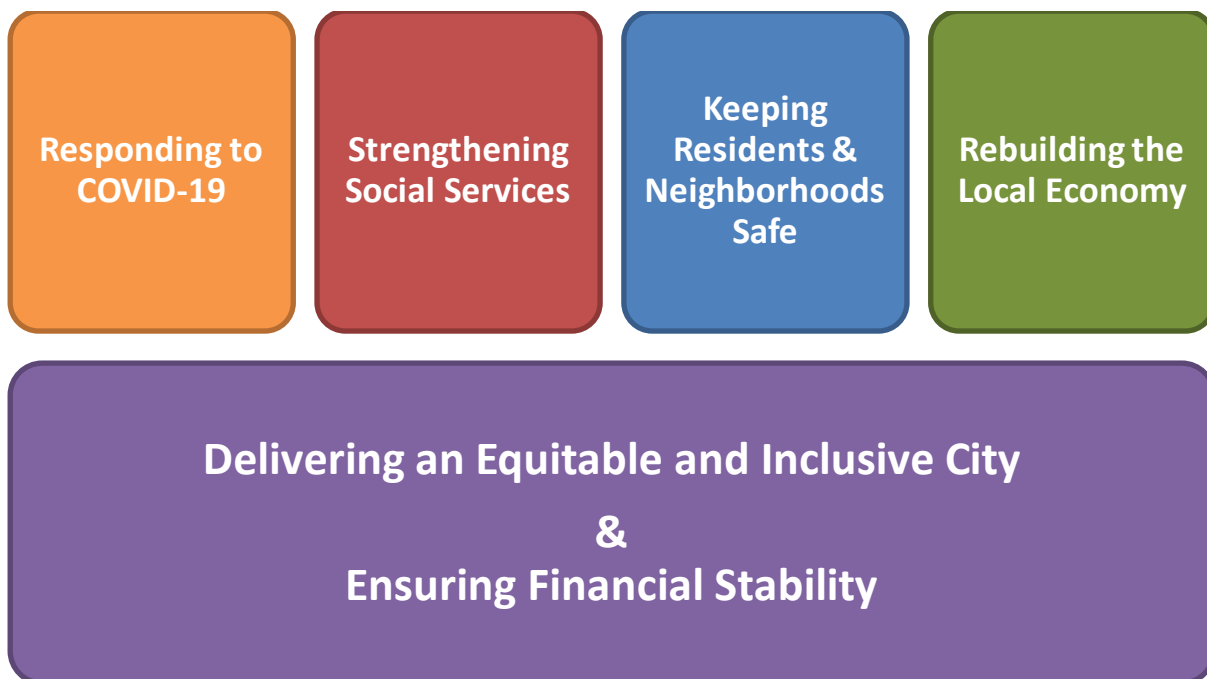 Responding to
COVID-19
Strengthening
Social Services
Keeping
Residents &
Neighborhoods
Safe
Rebuilding the
Local Economy
Delivering an Equitable and Inclusive City
&
Ensuring Financial Stability